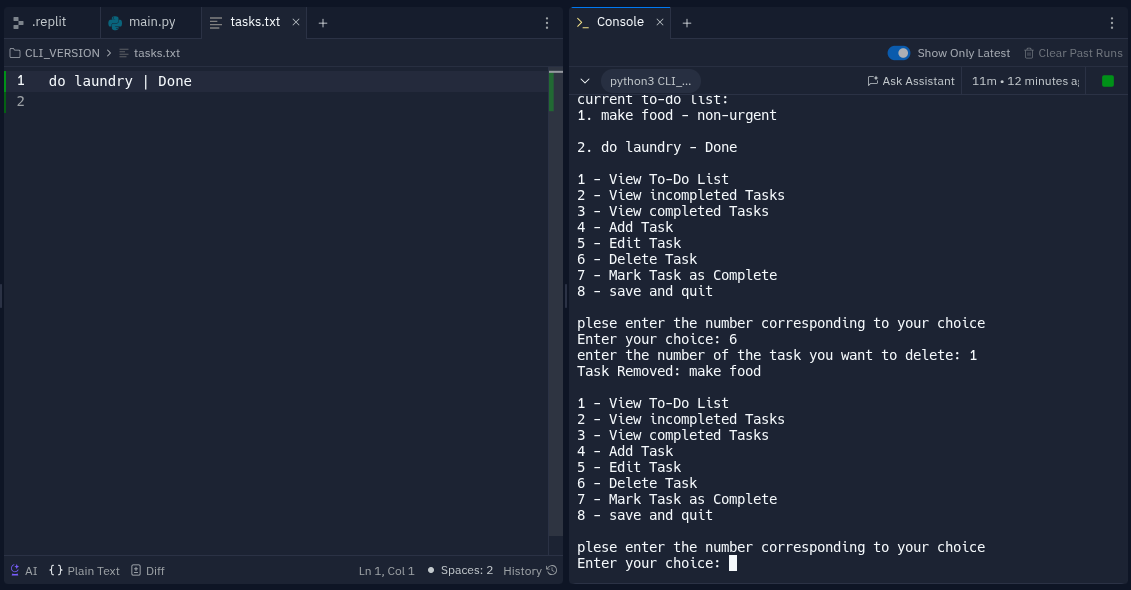 .replit
main.py
tasks.txt
CLI_VERSION > tasks.txt
1 do laundry | Done
2
AI
{ } Plain Text
Diff
Ln 1, Col 1
Spaces: 2
History
Console
Show Only Latest
Clear Past Runs
python3 CLI_...
Ask Assistant
11m • 12 minutes a
current to-do list:
1. make food - non-urgent
2. do laundry - Done
1 - View To-Do List
2 - View incompleted Tasks
3 - View completed Tasks
4 - Add Task
5 - Edit Task
6 - Delete Task
7 - Mark Task as Complete
8 - save and quit
plese enter the number corresponding to your choice
Enter your choice: 6
enter the number of the task you want to delete: 1
Task Removed: make food
1 - View To-Do List
2 - View incompleted Tasks
3 - View completed Tasks
4 - Add Task
5 - Edit Task
6 - Delete Task
7 - Mark Task as Complete
8 - save and quit
plese enter the number corresponding to your choice
Enter your choice: